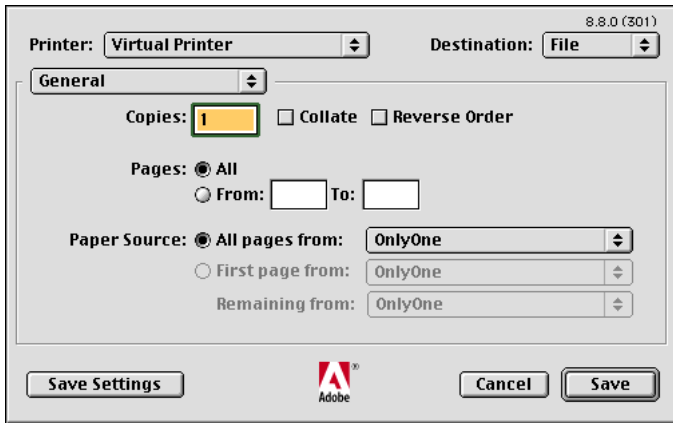 8.8.0 (301)
Printer: Virtual Printer Destination: File
General
Copies: 1 Collate Reverse Order
Pages: All
From: To:
Paper Source: All pages from: OnlyOne
First page from: OnlyOne
Remaining from: OnlyOne
Save Settings Adobe® Cancel Save